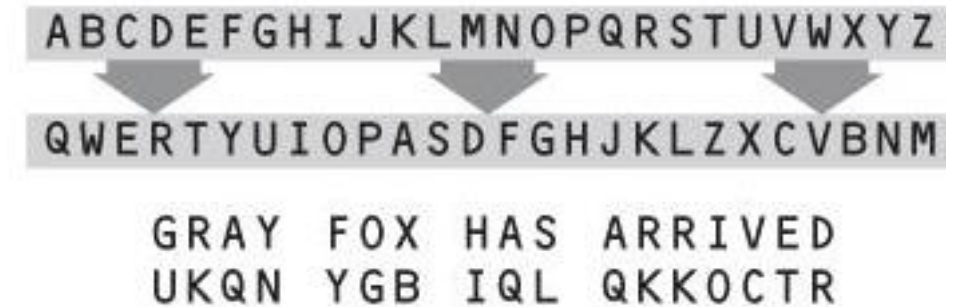 ABCDEFGHIJKLMNOPQRSTUVWXYZ
QWERTYUIOPASDFGHJKLZXCVBNM
GRAY FOX HAS ARRIVED
UKQN YGB IQL QKKOCTR